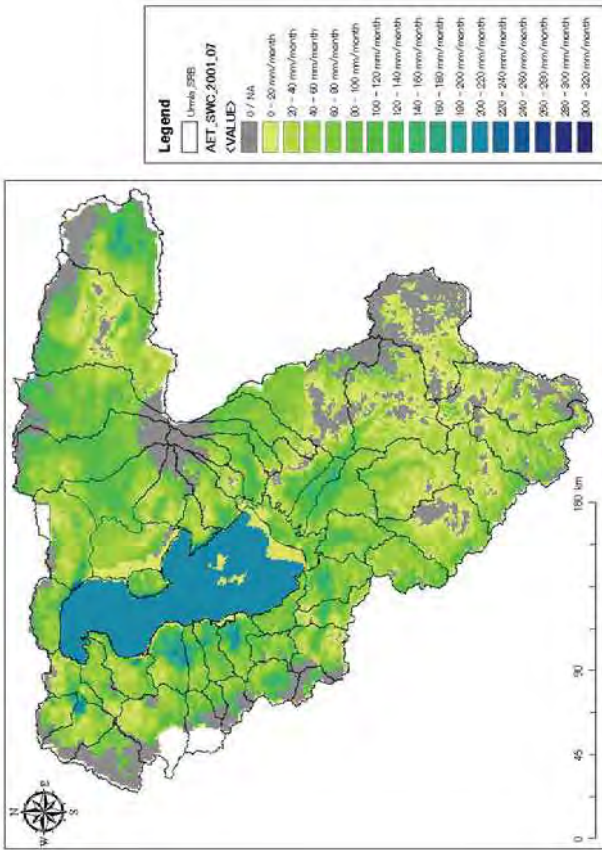 N
W E
S
Legend
Urmia_SRB
AET_SWC_2001_07
<VALUE>
0 / NA
0 - 20 mm/month
20 - 40 mm/month
40 - 60 mm/month
60 - 80 mm/month
80 - 100 mm/month
100 - 120 mm/month
120 - 140 mm/month
140 - 160 mm/month
160 - 180 mm/month
180 - 200 mm/month
200 - 220 mm/month
220 - 240 mm/month
240 - 260 mm/month
260 - 280 mm/month
280 - 300 mm/month
300 - 320 mm/month
0 45 90 180 km